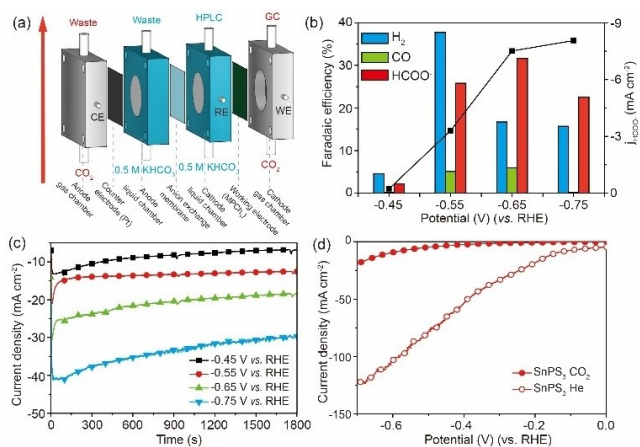 (a)
Waste
Waste
HPLC
GC
CE
RE
WE
CO2
0.5 M KHCO3
0.5 M KHCO3
CO2
Anode
gas chamber
Counter
electrode (Pt)
Anode
liquid chamber
Anion exchange
membrane
Cathode
liquid chamber
Working electrode
Cathode
gas chamber
(b)
Faradaic efficiency (%)
40
30
20
10
0
H2
CO
HCOO-
-9
-6
-3
0
jHCOO- (mA cm-2)
-0.45
-0.55
-0.65
-0.75
Potential (V) (vs. RHE)
(c)
Current density (mA cm-2)
0
-10
-20
-30
-40
-50
-0.45 V vs. RHE
-0.55 V vs. RHE
-0.65 V vs. RHE
-0.75 V vs. RHE
0 300 600 900 1200 1500 1800
Time (s)
(d)
Current density (mA cm-2)
0
-50
-100
-150
SnPS3 CO2
SnPS3 He
-0.6 -0.4 -0.2 0.0
Potential (V) (vs. RHE)